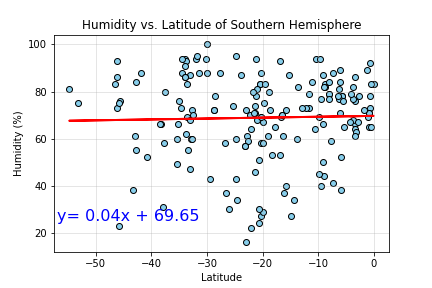 Humidity vs. Latitude of Southern Hemisphere
100
80
60
40
20
Humidity (%)
y= 0.04x + 69.65
−50
−40
−30
−20
−10
0
Latitude